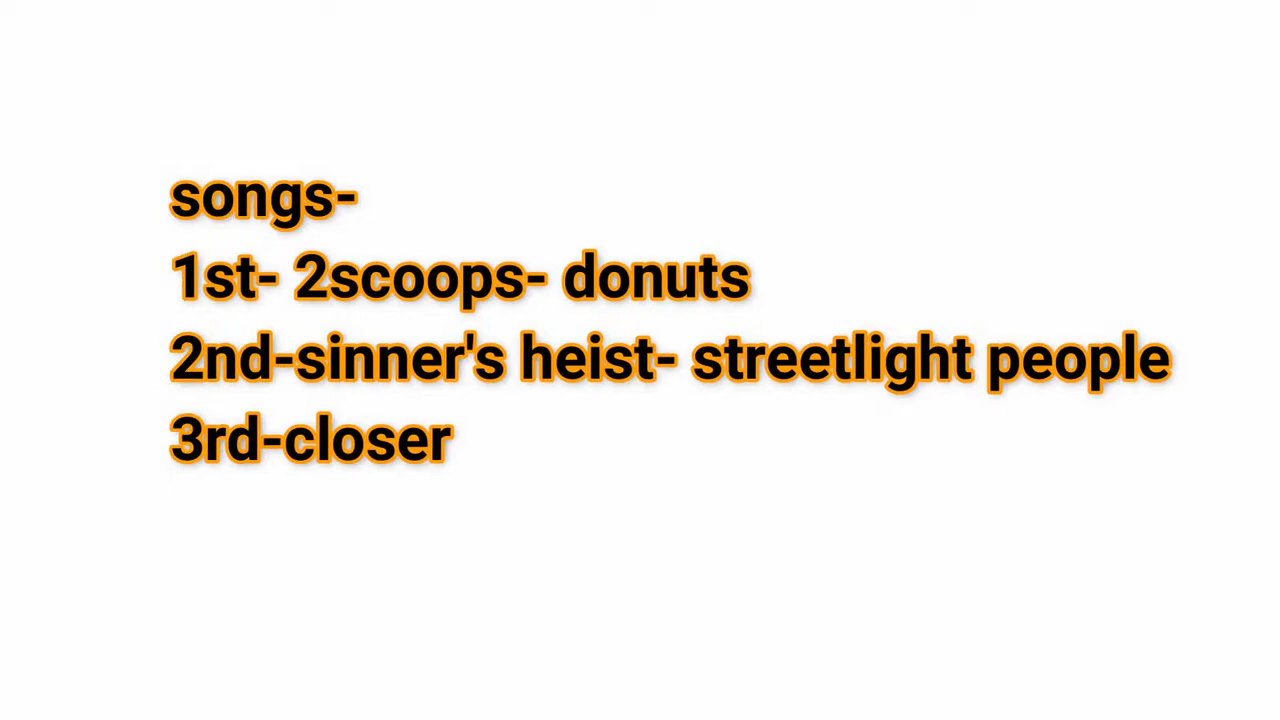 songs-
1st- 2scoops- donuts
2nd-sinner's heist- streetlight people
3rd-closer